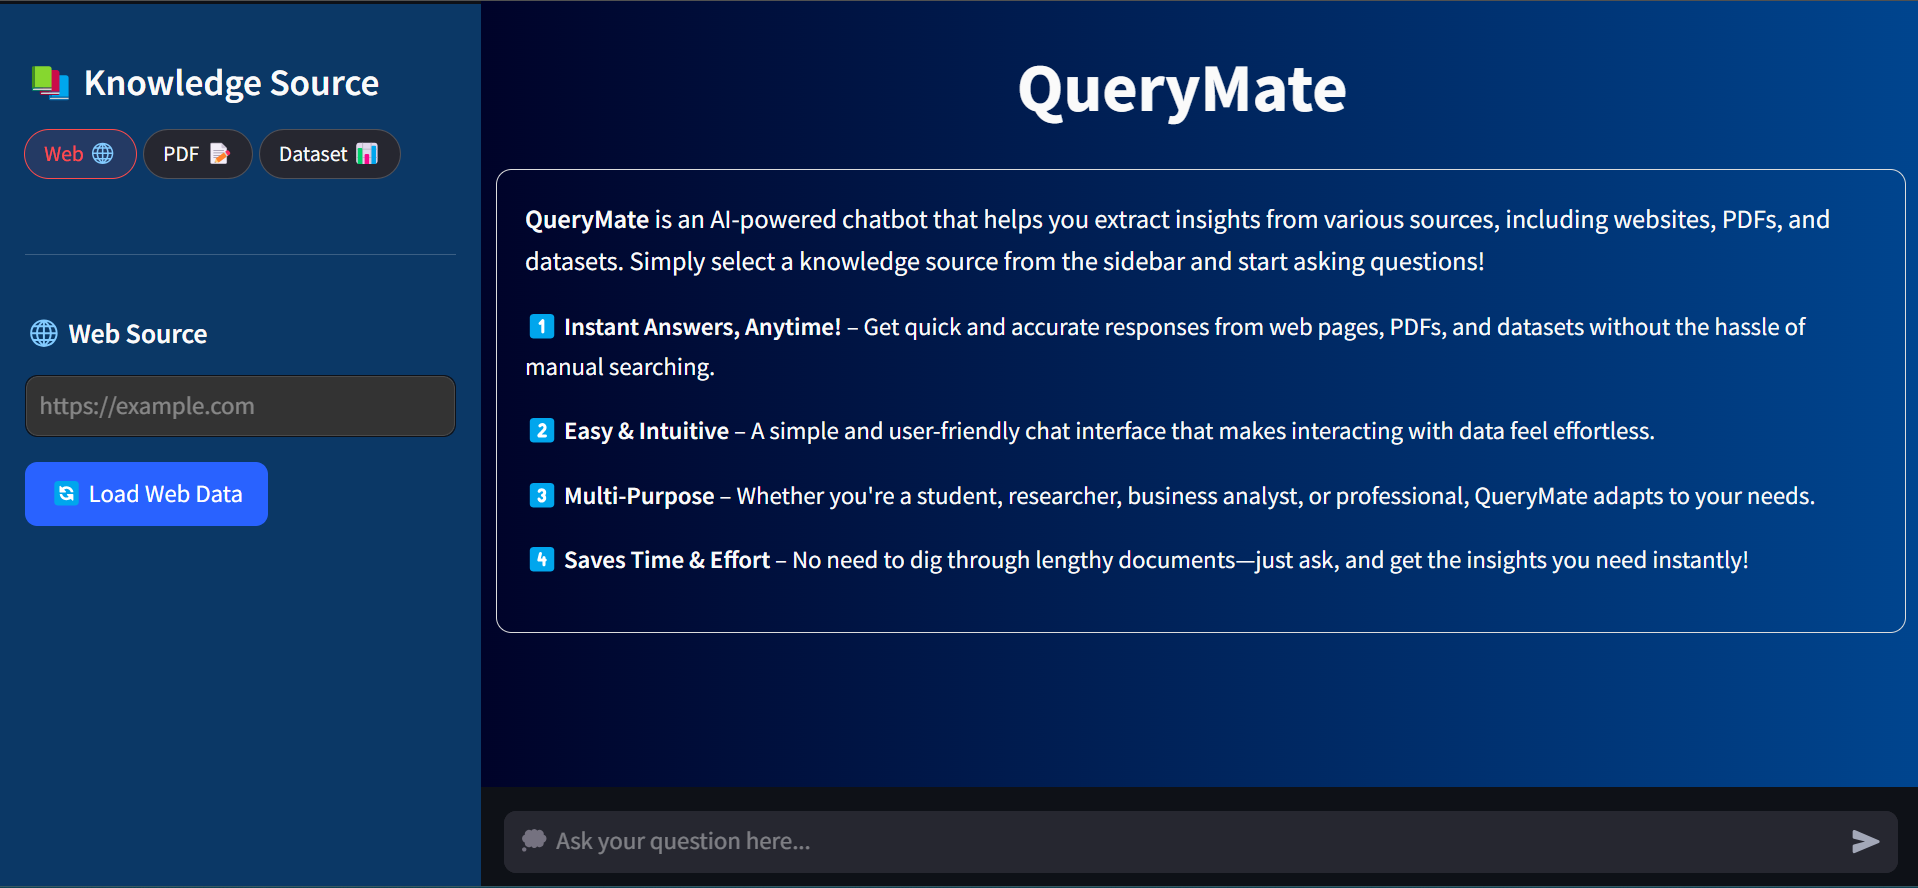 📚 Knowledge Source
Web 🌐 PDF 📝 Dataset 📊
🌐 Web Source
https://example.com
🔄 Load Web Data
QueryMate
QueryMate is an AI-powered chatbot that helps you extract insights from various sources, including websites, PDFs, and
datasets. Simply select a knowledge source from the sidebar and start asking questions!
1️⃣ Instant Answers, Anytime! – Get quick and accurate responses from web pages, PDFs, and datasets without the hassle of
manual searching.
2️⃣ Easy & Intuitive – A simple and user-friendly chat interface that makes interacting with data feel effortless.
3️⃣ Multi-Purpose – Whether you're a student, researcher, business analyst, or professional, QueryMate adapts to your needs.
4️⃣ Saves Time & Effort – No need to dig through lengthy documents—just ask, and get the insights you need instantly!
💭 Ask your question here...